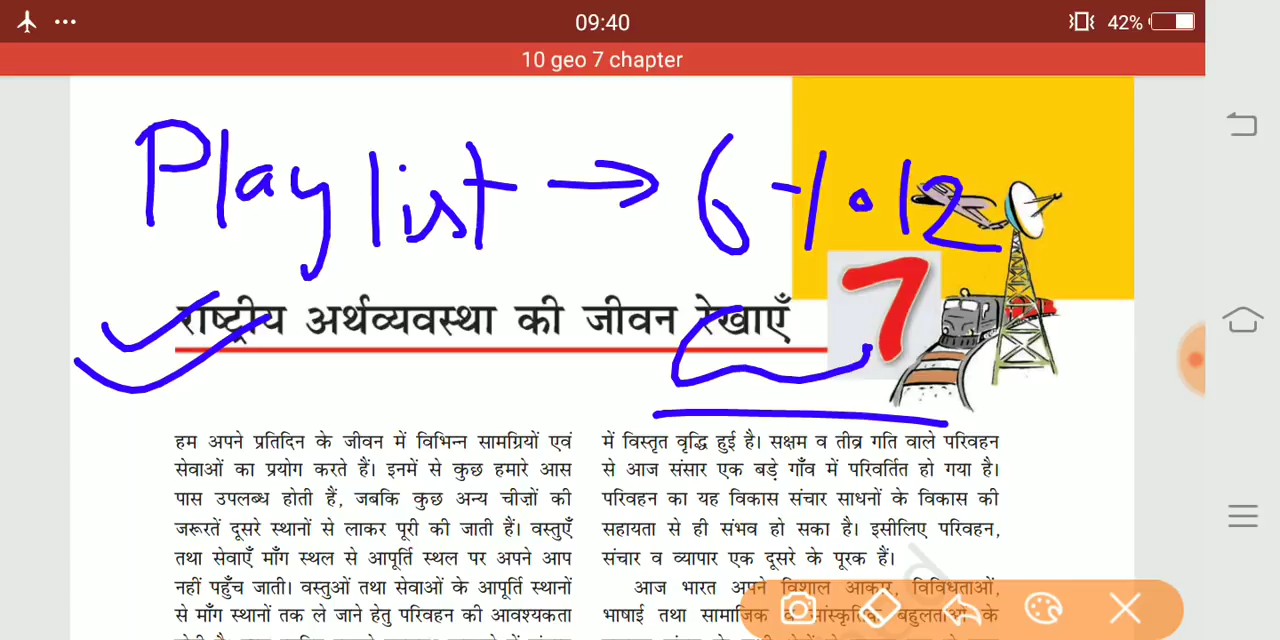 09:40
42%
10 geo 7 chapter
Playlist → 6-1.12
राष्ट्रीय अर्थव्यवस्था की जीवन रेखाएँ
7
हम अपने प्रतिदिन के जीवन में विभिन्न सामग्रियों एवं
सेवाओं का प्रयोग करते हैं। इनमें से कुछ हमारे आस
पास उपलब्ध होती हैं, जबकि कुछ अन्य चीज़ों की
जरूरतें दूसरे स्थानों से लाकर पूरी की जाती हैं। वस्तुएँ
तथा सेवाएँ माँग स्थल से आपूर्ति स्थल पर अपने आप
नहीं पहुँच जाती। वस्तुओं तथा सेवाओं के आपूर्ति स्थानों
से माँग स्थानों तक ले जाने हेतु परिवहन की आवश्यकता
में विस्तृत वृद्धि हुई है। सक्षम व तीव्र गति वाले परिवहन
से आज संसार एक बड़े गाँव में परिवर्तित हो गया है।
परिवहन का यह विकास संचार साधनों के विकास की
सहायता से ही संभव हो सका है। इसीलिए परिवहन,
संचार व व्यापार एक दूसरे के पूरक हैं।
आज भारत अपने विशाल आकार, विविधताओं,
भाषाई तथा सामाजिक व सांस्कृतिक बहुलताओं के